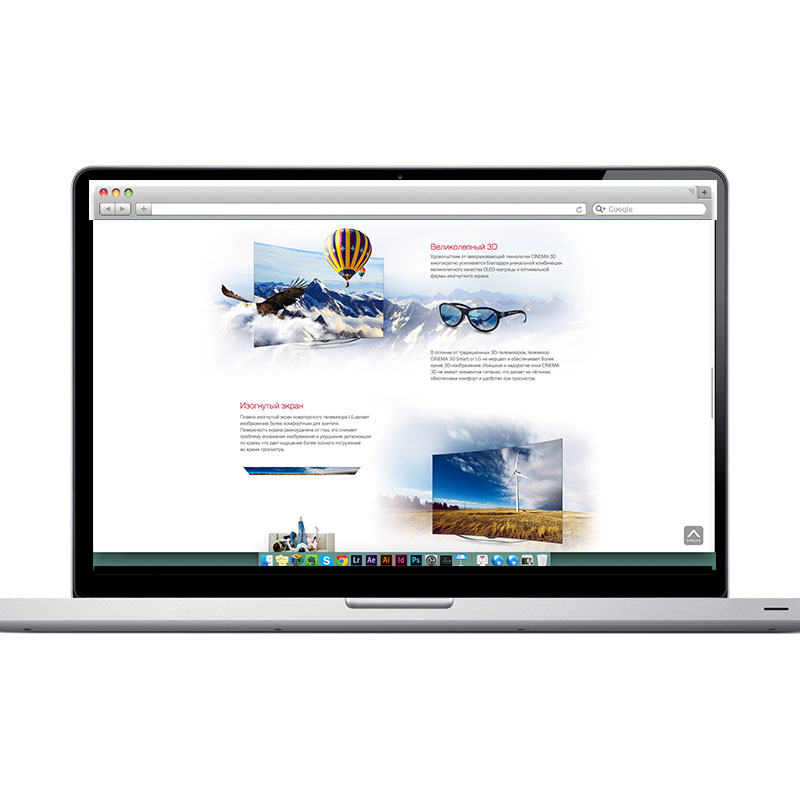 Google
Великолепный 3D
Удовольствие от завораживающей технологии CINEMA 3D
многократно усиливается благодаря уникальной комбинации
великолепного качества OLED-матрицы и оптимальной
формы изогнутого экрана.
В отличие от традиционных 3D-телевизоров, телевизор
CINEMA 3D Smart от LG не мерцает и обеспечивает более
яркие 3D-изображения. Изящные и недорогие очки CINEMA
3D не имеют элементов питания, что делает их лёгкими,
обеспечивая комфорт и удобство при просмотре.
Изогнутый экран
Плавно изогнутый экран новаторского телевизора LG делает
изображение более комфортным для зрителя.
Поверхность экрана равноудалена от глаз, это снижает
проблему искажения изображения и ухудшения детализации
по краям, что дает ощущение более полного погружения
во время просмотра.
S
Lr
Ae
Ai
Id
Ps